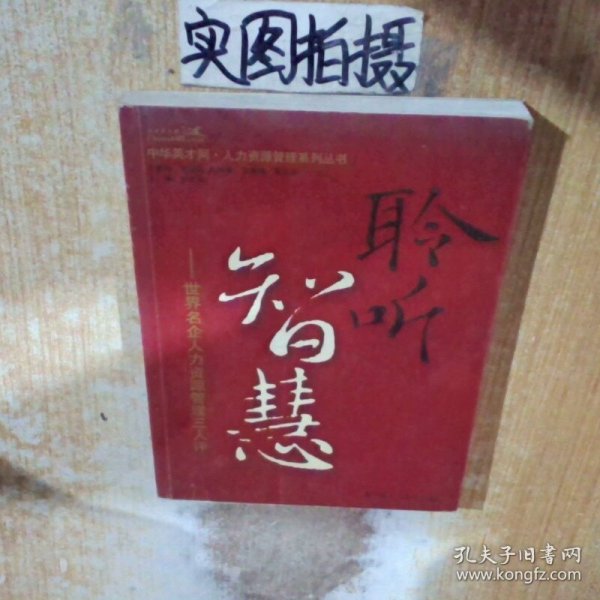 实图拍摄
中华英才网·人力资源管理系列丛书
聆听
智慧
——世界名企人力资源管理三人评
孔夫子旧书网
www.kongfz.com